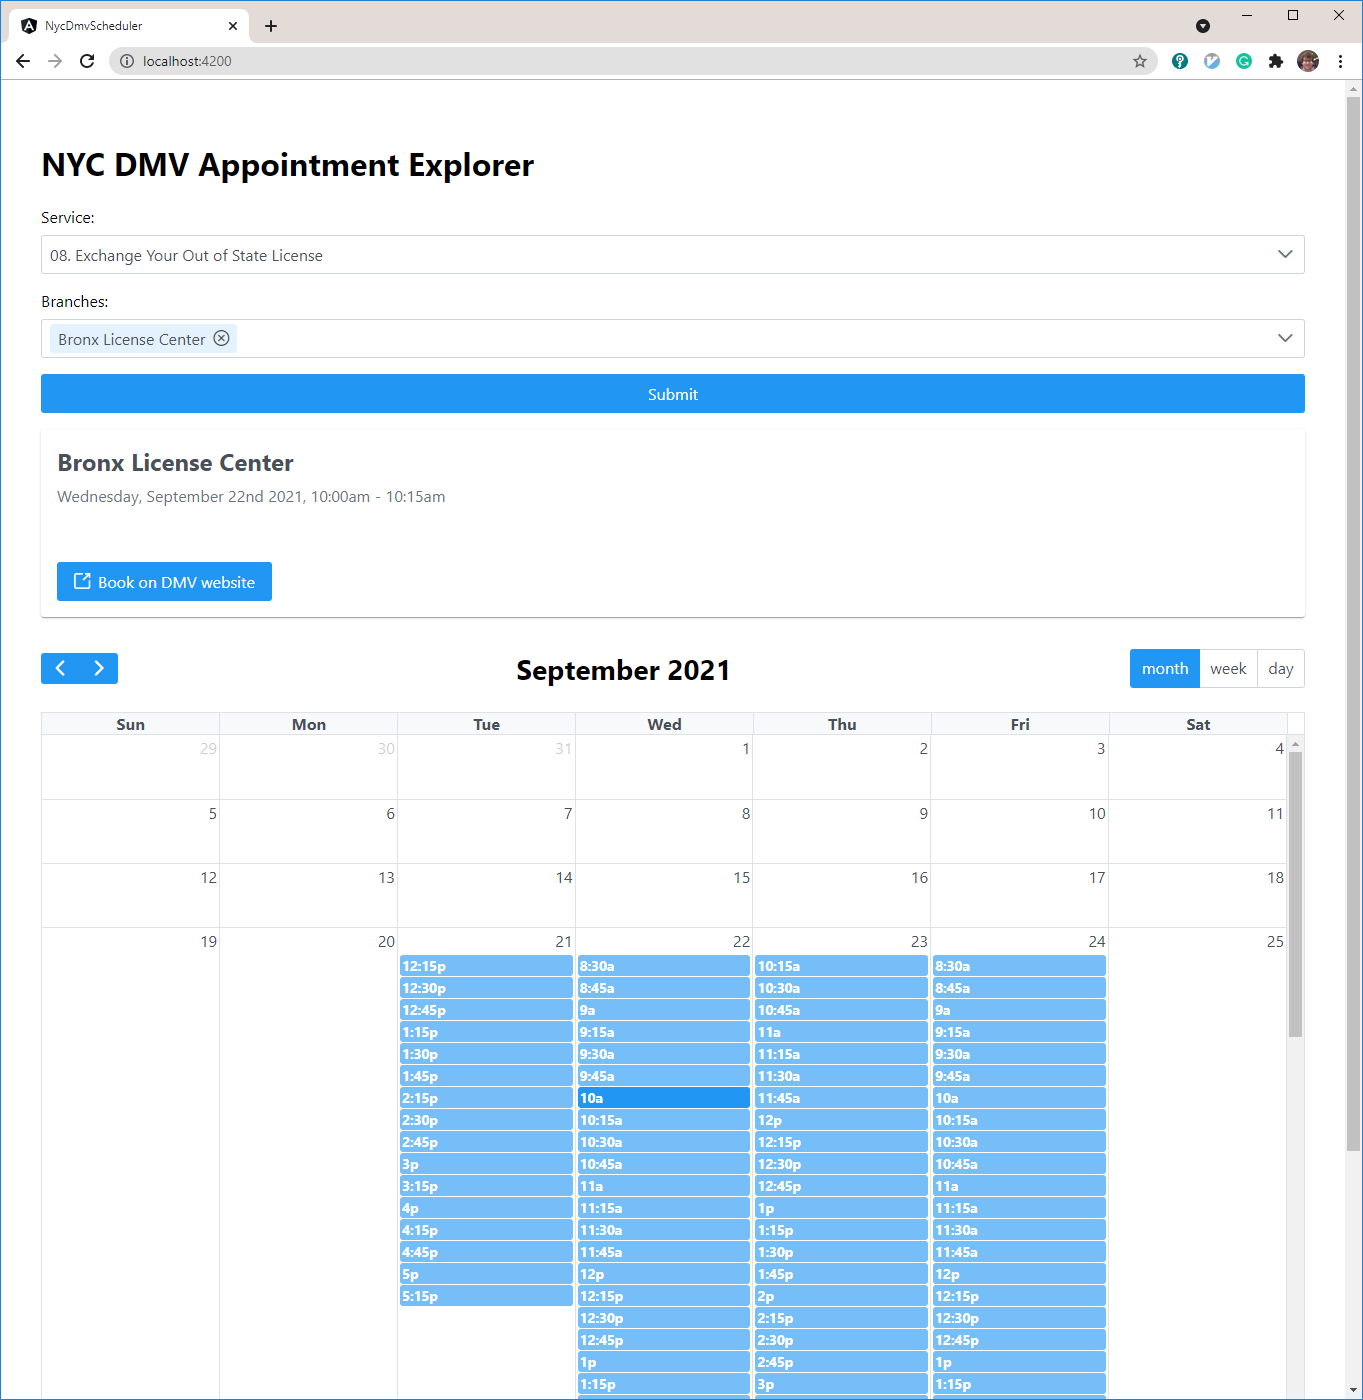 NycDmvScheduler
localhost:4200
NYC DMV Appointment Explorer
Service:
08. Exchange Your Out of State License
Branches:
Bronx License Center
Submit
Bronx License Center
Wednesday, September 22nd 2021, 10:00am - 10:15am
Book on DMV website
September 2021
month week day
Sun Mon Tue Wed Thu Fri Sat
29 30 31 1 2 3 4
5 6 7 8 9 10 11
12 13 14 15 16 17 18
19 20 21 22 23 24 25
12:15p 8:30a 10:15a 8:30a
12:30p 8:45a 10:30a 8:45a
12:45p 9a 10:45a 9a
1:15p 9:15a 11a 9:15a
1:30p 9:30a 11:15a 9:30a
1:45p 9:45a 11:30a 9:45a
2:15p 10a 11:45a 10a
2:30p 10:15a 12p 10:15a
2:45p 10:30a 12:15p 10:30a
3p 10:45a 12:30p 10:45a
3:15p 11a 12:45p 11a
4p 11:15a 1p 11:15a
4:15p 11:30a 1:15p 11:30a
4:45p 11:45a 1:30p 11:45a
5p 12p 1:45p 12p
5:15p 12:15p 2p 12:15p
12:30p 2:15p 12:30p
12:45p 2:30p 12:45p
1p 2:45p 1p
1:15p 3p 1:15p